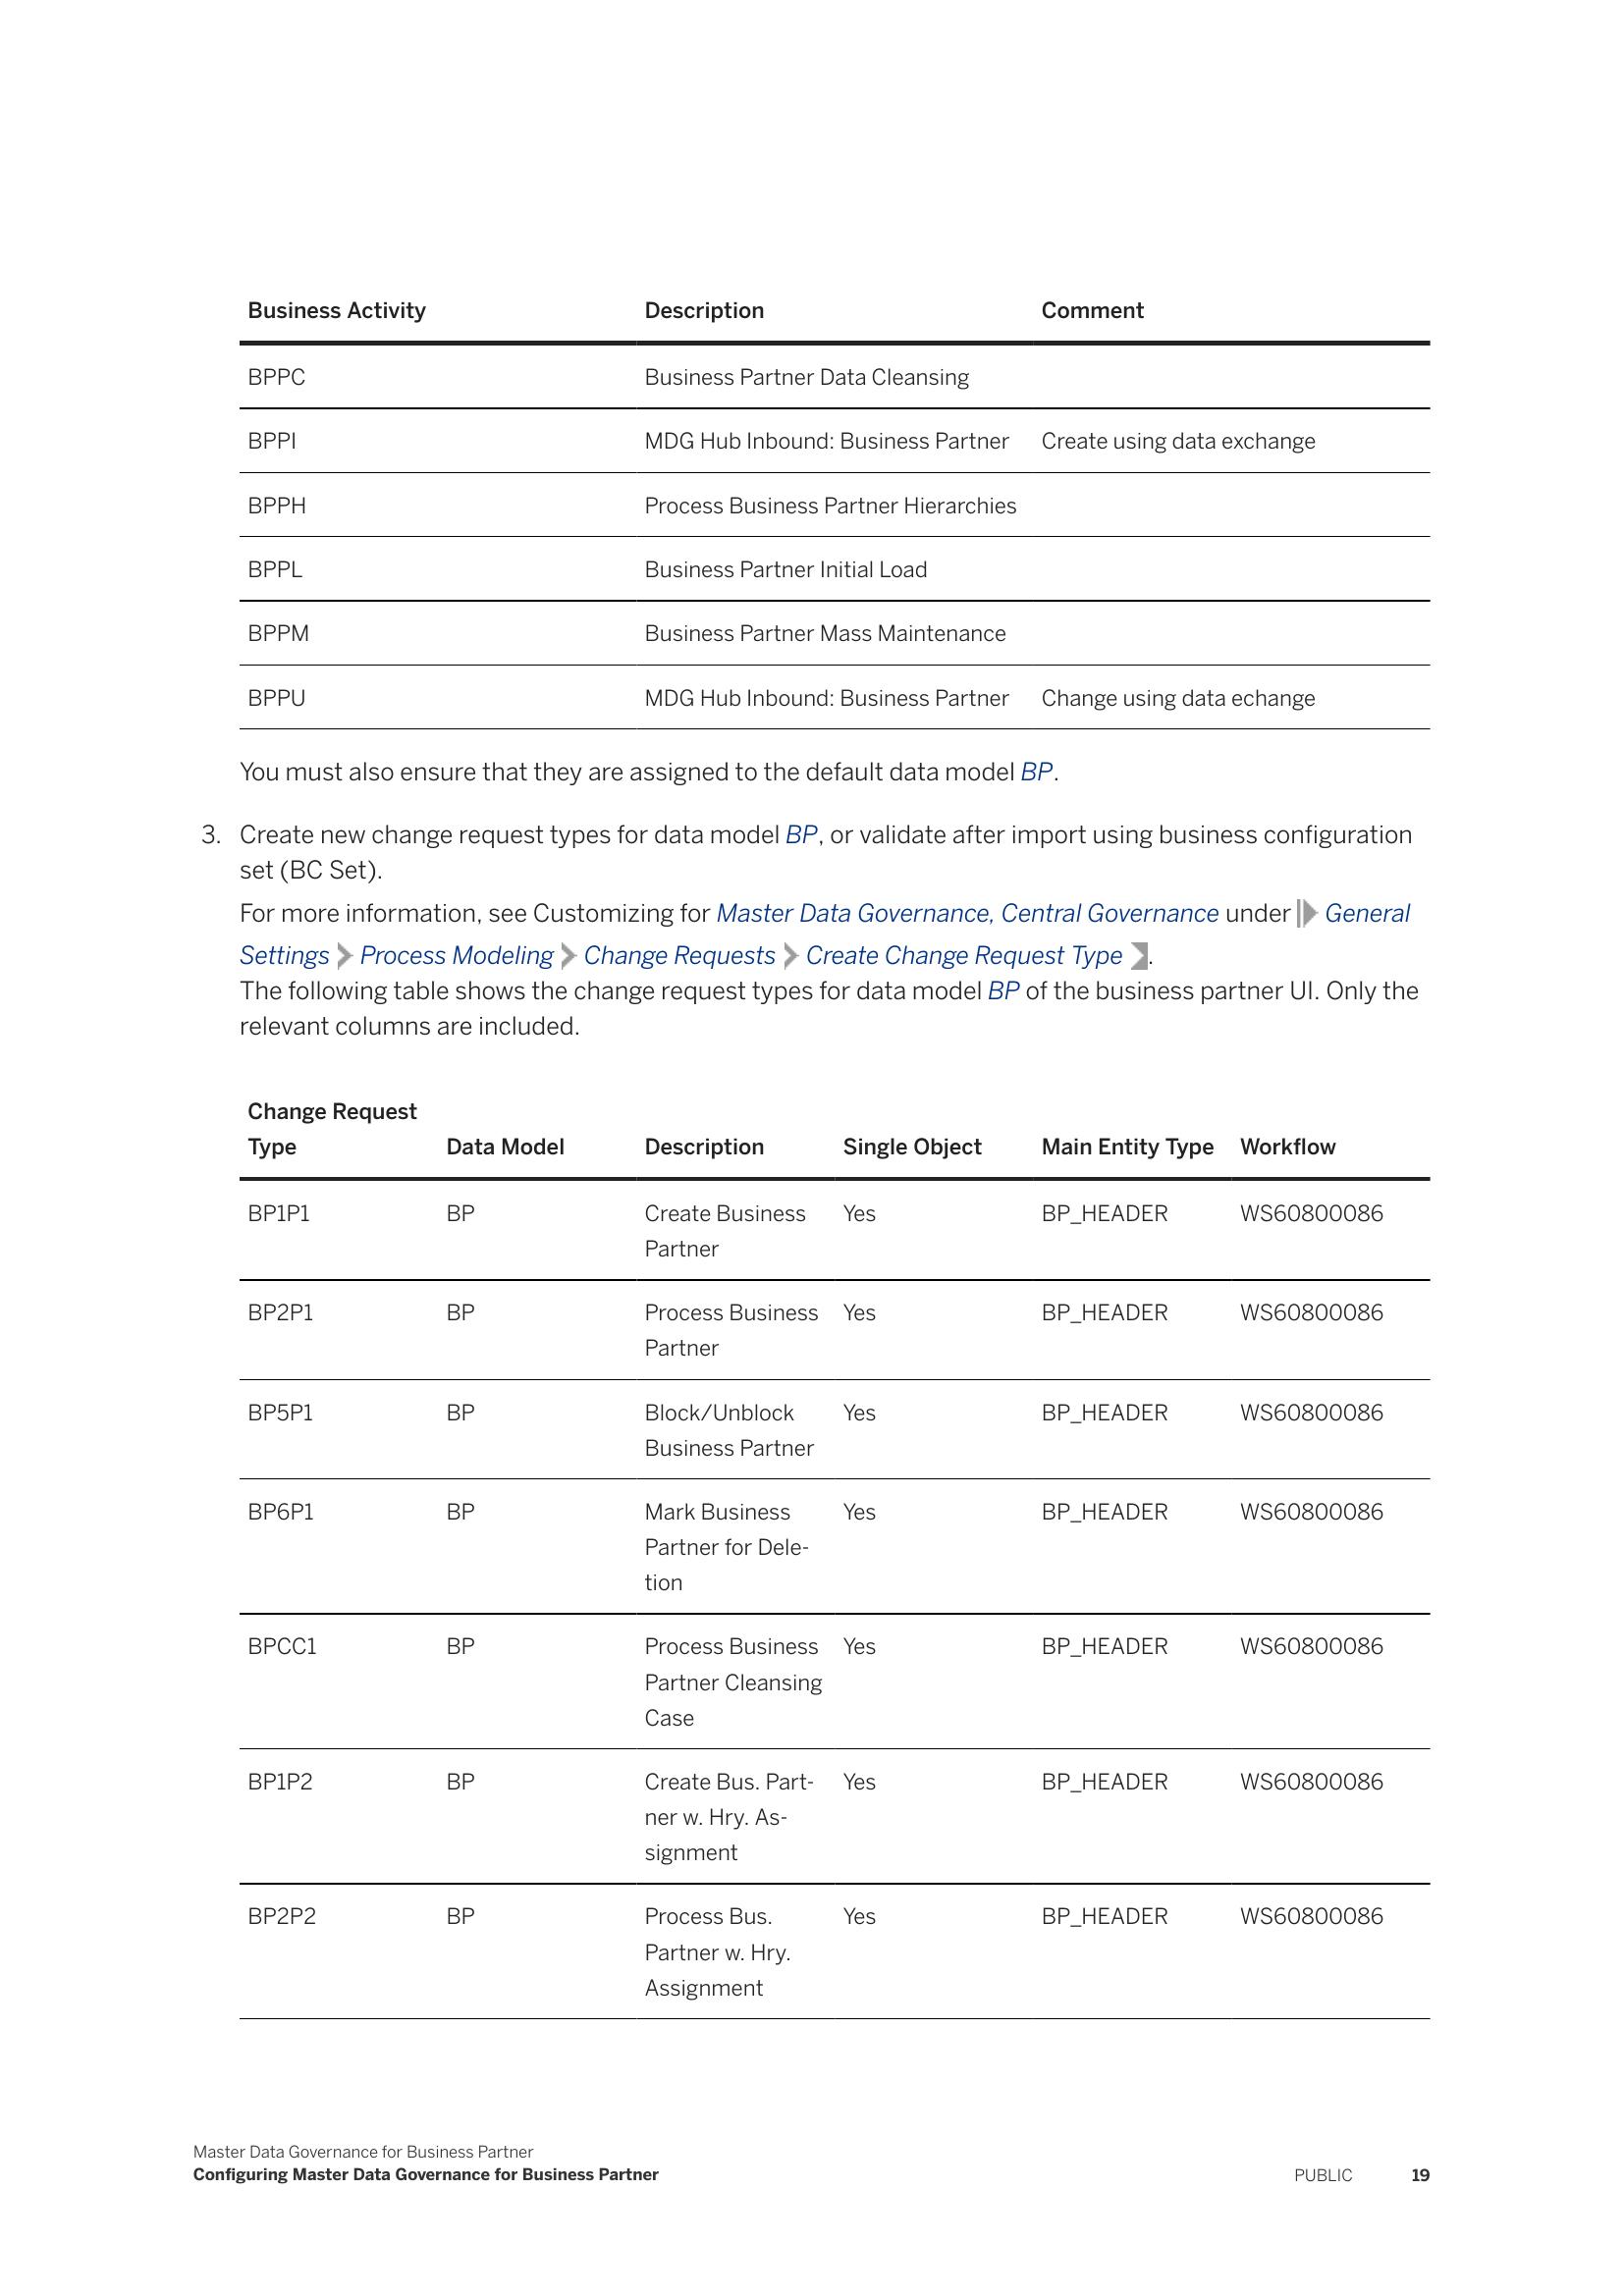 Business Activity Description Comment
BPPC Business Partner Data Cleansing
BPPI MDG Hub Inbound: Business Partner Create using data exchange
BPPH Process Business Partner Hierarchies
BPPL Business Partner Initial Load
BPPM Business Partner Mass Maintenance
BPPU MDG Hub Inbound: Business Partner Change using data echange
You must also ensure that they are assigned to the default data model BP.
3. Create new change request types for data model BP, or validate after import using business configuration
set (BC Set).
For more information, see Customizing for Master Data Governance, Central Governance under General
Settings Process Modeling Change Requests Create Change Request Type .
The following table shows the change request types for data model BP of the business partner UI. Only the
relevant columns are included.
Change Request
Type Data Model Description Single Object Main Entity Type Workflow
BP1P1 BP Create Business Yes BP_HEADER WS60800086
Partner
BP2P1 BP Process Business Yes BP_HEADER WS60800086
Partner
BP5P1 BP Block/Unblock Yes BP_HEADER WS60800086
Business Partner
BP6P1 BP Mark Business Yes BP_HEADER WS60800086
Partner for Dele-
tion
BPCC1 BP Process Business Yes BP_HEADER WS60800086
Partner Cleansing
Case
BP1P2 BP Create Bus. Part- Yes BP_HEADER WS60800086
ner w. Hry. As-
signment
BP2P2 BP Process Bus. Yes BP_HEADER WS60800086
Partner w. Hry.
Assignment
Master Data Governance for Business Partner
Configuring Master Data Governance for Business Partner PUBLIC 19